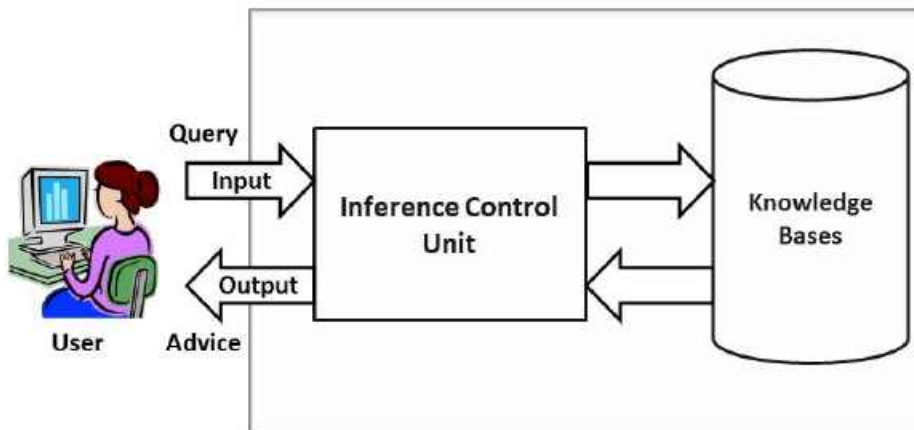 Query
Input
Inference Control
Unit
Knowledge
Bases
Output
User
Advice